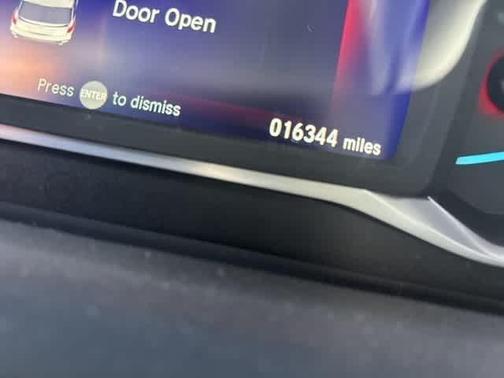 Door Open
Press ENTER to dismiss
016344 miles